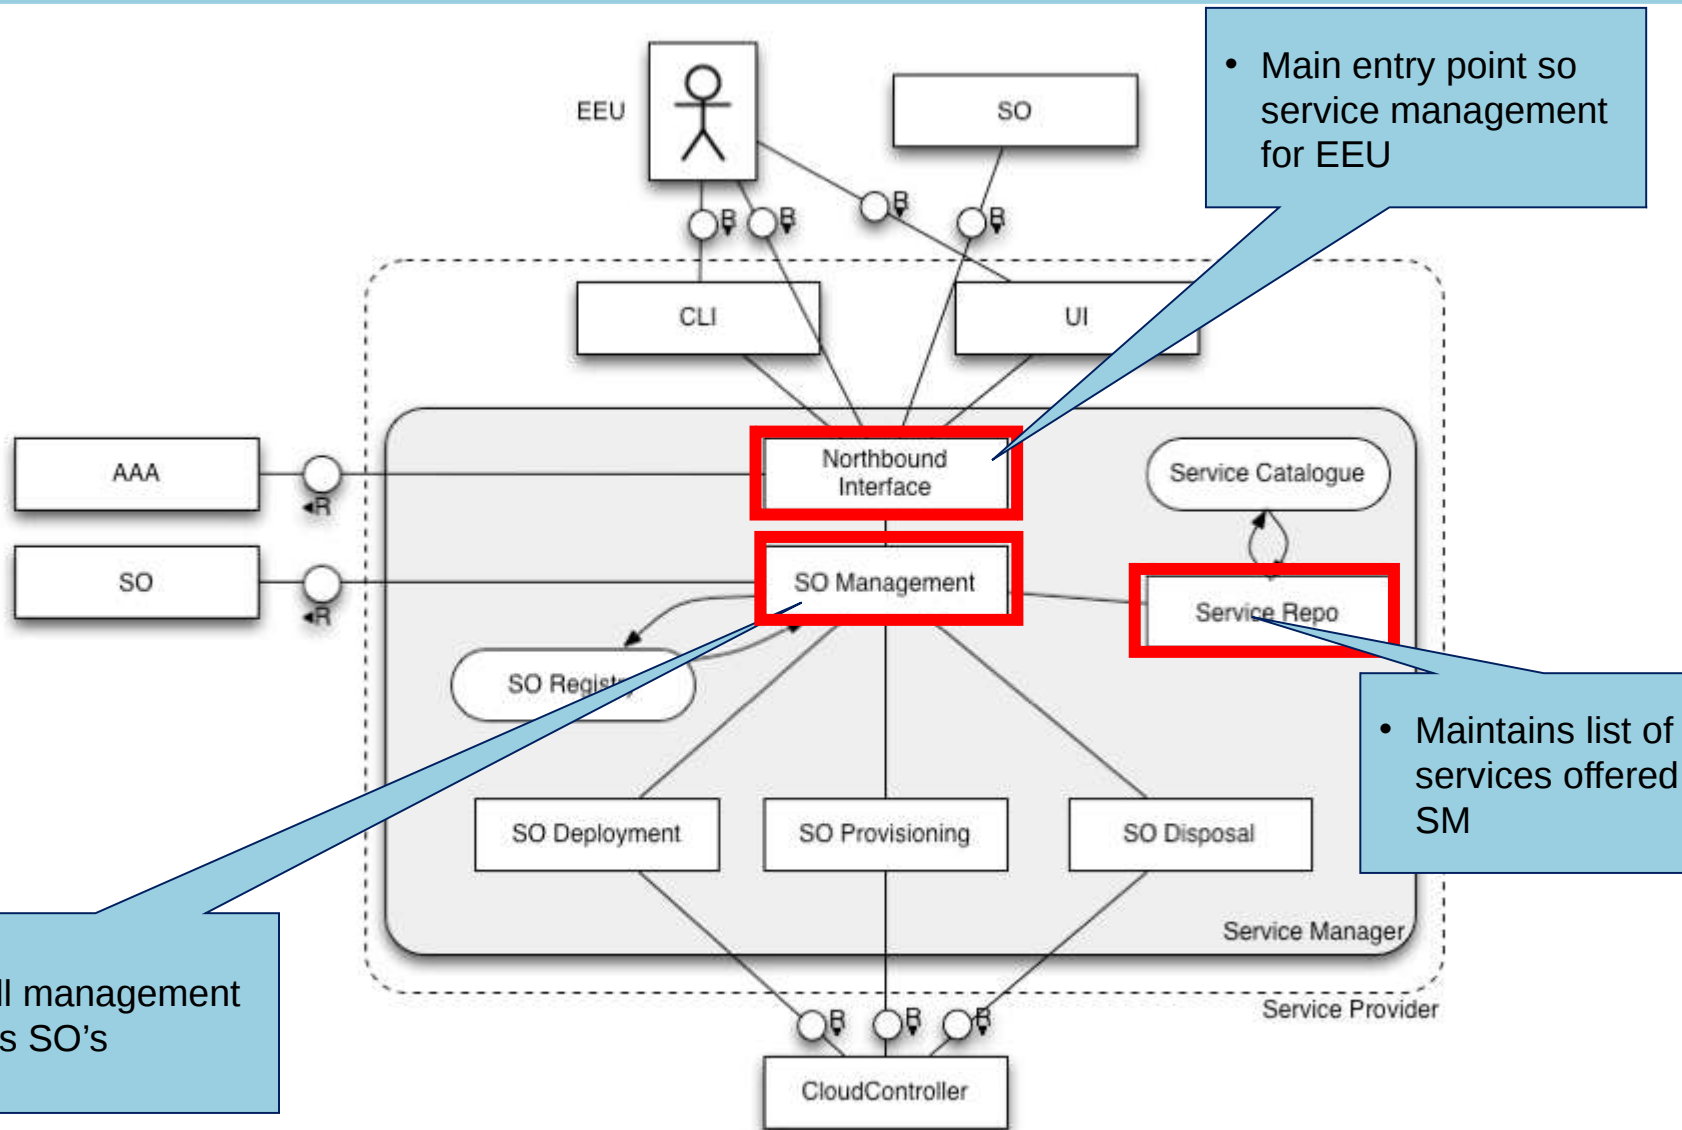 • Main entry point so
service management
for EEU
EEU
SO
R
R
R
R
CLI
UI
AAA
R
Northbound
Interface
Service Catalogue
SO
R
SO Management
Service Repo
SO Registry
• Maintains list of
services offered
SM
SO Deployment
SO Provisioning
SO Disposal
Service Manager
management
SO’s
Service Provider
R
R
R
CloudController